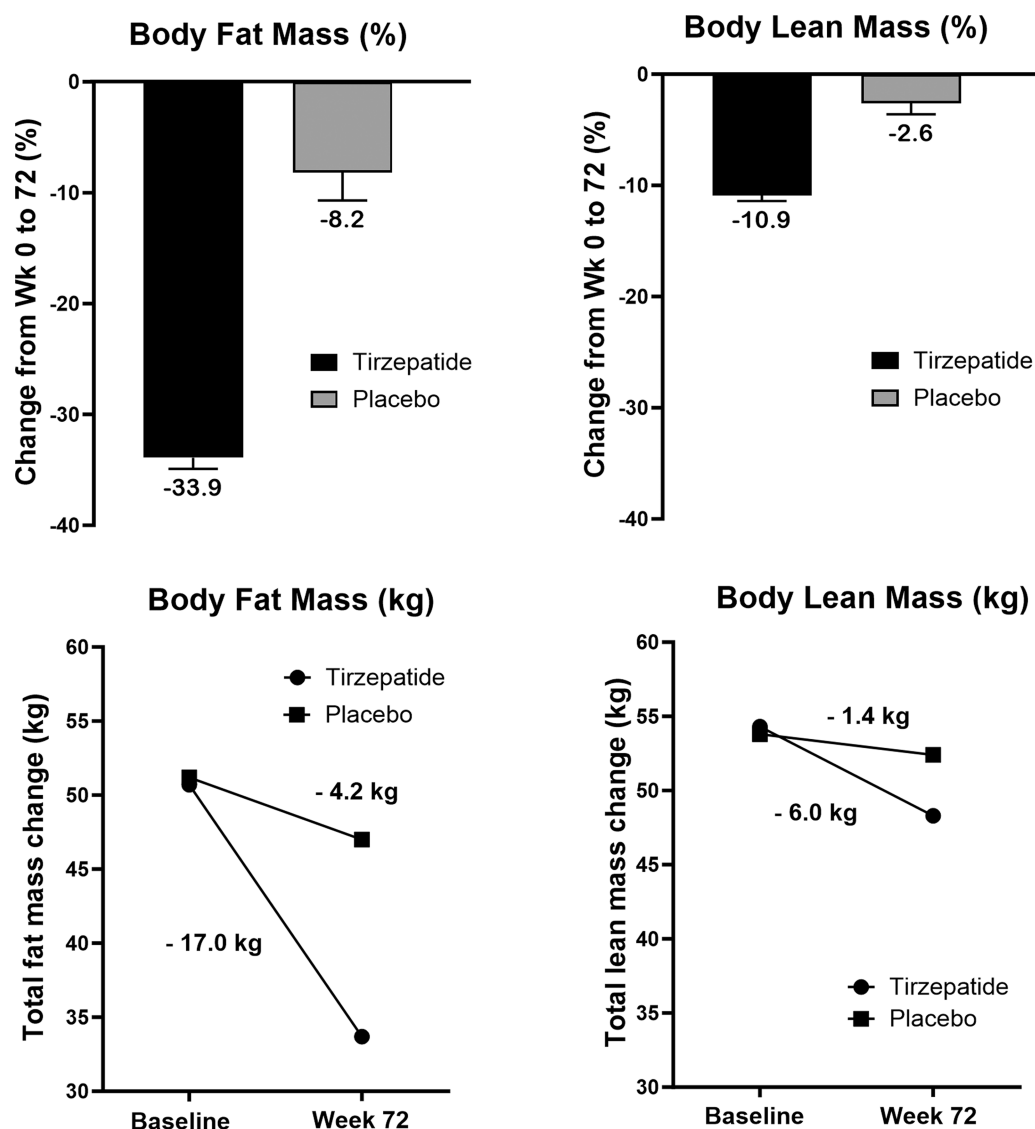 Body Fat Mass (%)
Change from Wk 0 to 72 (%)
0
-10
-20
-30
-40
-33.9
-8.2
Tirzepatide
Placebo
Body Lean Mass (%)
Change from Wk 0 to 72 (%)
0
-10
-20
-30
-40
-10.9
-2.6
Tirzepatide
Placebo
Body Fat Mass (kg)
Total fat mass change (kg)
60
55
50
45
40
35
30
Tirzepatide
Placebo
- 4.2 kg
- 17.0 kg
Baseline
Week 72
Body Lean Mass (kg)
Total lean mass change (kg)
60
55
50
45
40
35
30
- 1.4 kg
- 6.0 kg
Tirzepatide
Placebo
Baseline
Week 72